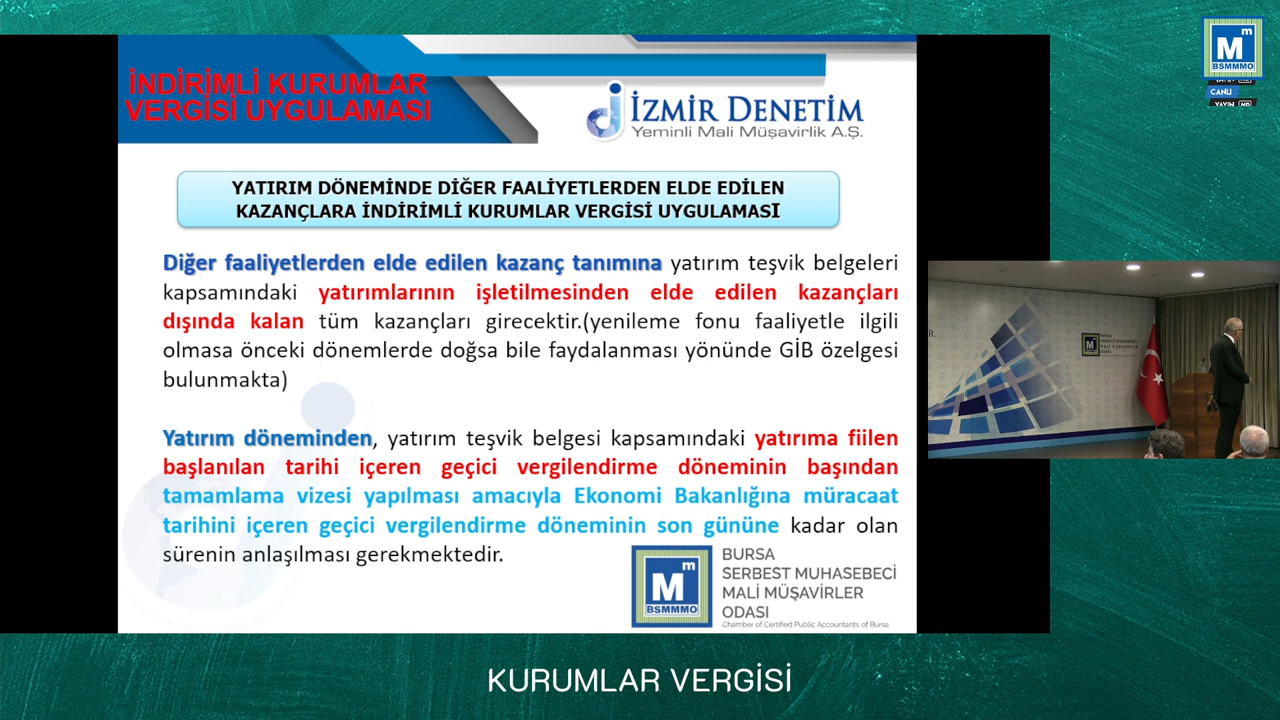 İNDİRİMLİ KURUMLAR
VERGİSİ UYGULAMASI
İZMİR DENETİM
Yeminli Mali Müşavirlik A.Ş.
m
M
BSMMMO
CANLI
YAYIN HD
YATIRIM DÖNEMİNDE DİĞER FAALİYETLERDEN ELDE EDİLEN
KAZANÇLARA İNDİRİMLİ KURUMLAR VERGİSİ UYGULAMASI
Diğer faaliyetlerden elde edilen kazanç tanımına yatırım teşvik belgeleri
kapsamındaki yatırımlarının işletilmesinden elde edilen kazançları
dışında kalan tüm kazançları girecektir.(yenileme fonu faaliyetle ilgili
olmasa önceki dönemlerde doğsa bile faydalanması yönünde GİB özelgesi
bulunmakta)
Yatırım döneminden, yatırım teşvik belgesi kapsamındaki yatırıma fiilen
başlanılan tarihi içeren geçici vergilendirme döneminin başından
tamamlama vizesi yapılması amacıyla Ekonomi Bakanlığına müracaat
tarihini içeren geçici vergilendirme döneminin son gününe kadar olan
sürenin anlaşılması gerekmektedir.
m
M
BSMMMO
BURSA
SERBEST MUHASEBECİ
MALİ MÜŞAVİRLER
ODASI
Chamber of Certified Public Accountants of Bursa
KURUMLAR VERGİSİ